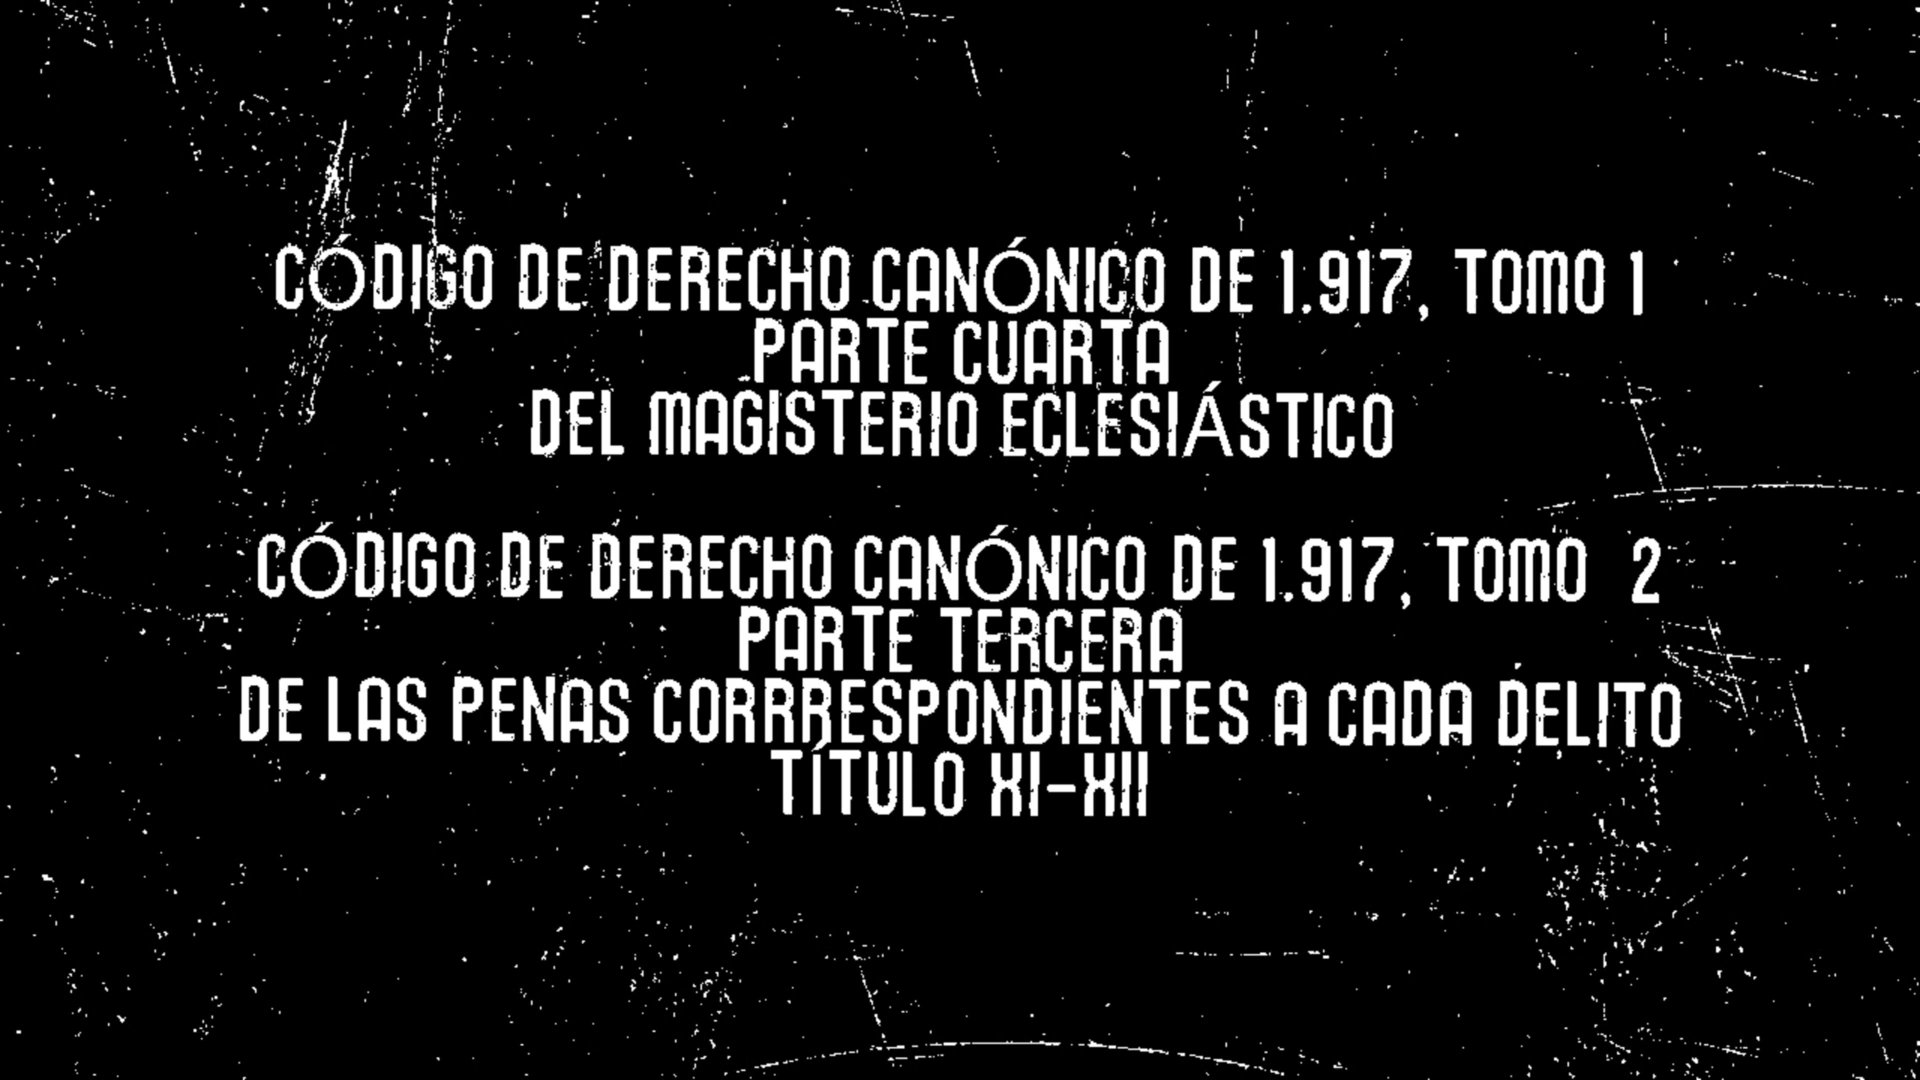 CÓDIGO DE DERECHO CANÓNICO DE 1.917, TOMO 1
PARTE CUARTA
DEL MAGISTERIO ECLESIÁSTICO
CÓDIGO DE DERECHO CANÓNICO DE 1.917, TOMO 2
PARTE TERCERA
DE LAS PENAS CORRRESPONDIENTES A CADA DELITO
TÍTULO XI-XII